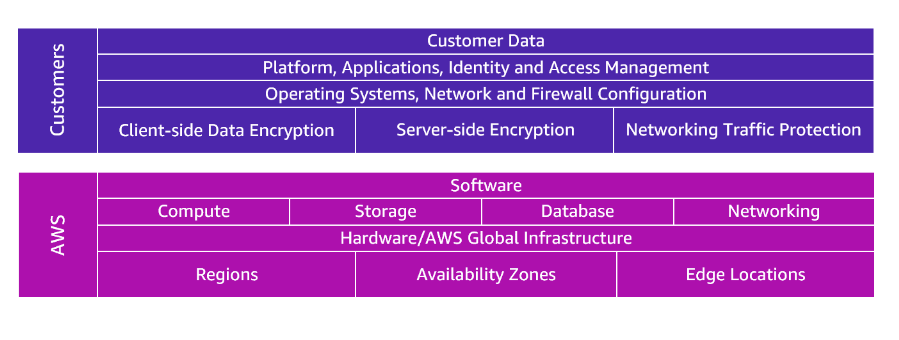 Customers
Customer Data
Platform, Applications, Identity and Access Management
Operating Systems, Network and Firewall Configuration
Client-side Data Encryption
Server-side Encryption
Networking Traffic Protection
AWS
Software
Compute
Storage
Database
Networking
Hardware/AWS Global Infrastructure
Regions
Availability Zones
Edge Locations